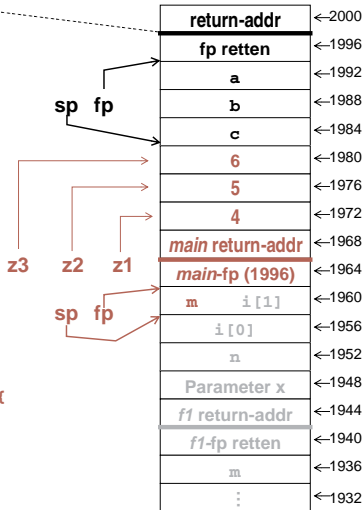 return-addr 2000
fp retten 1996
a 1992
sp fp b 1988
c 1984
6 1980
5 1976
4 1972
z3 z2 z1 main return-addr 1968
main-fp (1996) 1964
sp fp m i[1] 1960
i[0] 1956
n 1952
Parameter x 1948
f1 return-addr 1944
f1-fp retten 1940
m 1936
⋮ 1932